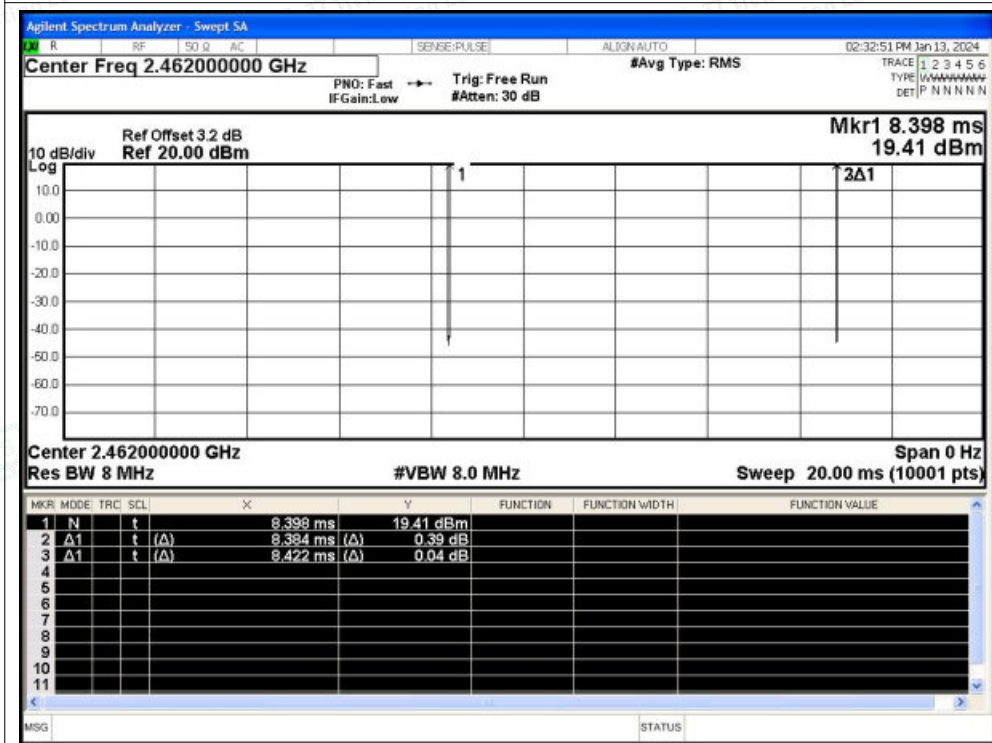 Agilent Spectrum Analyzer - Swept SA
R RF 50 Ω AC SENSE:PULSE ALIGN AUTO 02:32:51 PM Jan 13, 2024
Center Freq 2.462000000 GHz #Avg Type: RMS TRACE 1 2 3 4 5 6
PNO: Fast Trig: Free Run TYPE
IFGain:Low #Atten: 30 dB DET P N N N N N
Mkr1 8.398 ms
Ref Offset 3.2 dB
10 dB/div Ref 20.00 dBm 19.41 dBm
Log
1 3Δ1
10.0
0.00
-10.0
-20.0
-30.0
-40.0
-50.0
-60.0
-70.0
Center 2.462000000 GHz Span 0 Hz
Res BW 8 MHz #VBW 8.0 MHz Sweep 20.00 ms (10001 pts)
MKR MODE TRC SCL X Y FUNCTION FUNCTION WIDTH FUNCTION VALUE
1 N t 8.398 ms 19.41 dBm
2 Δ1 t (Δ) 8.384 ms (Δ) 0.39 dB
3 Δ1 t (Δ) 8.422 ms (Δ) 0.04 dB
4
5
6
7
8
9
10
11
MSG STATUS